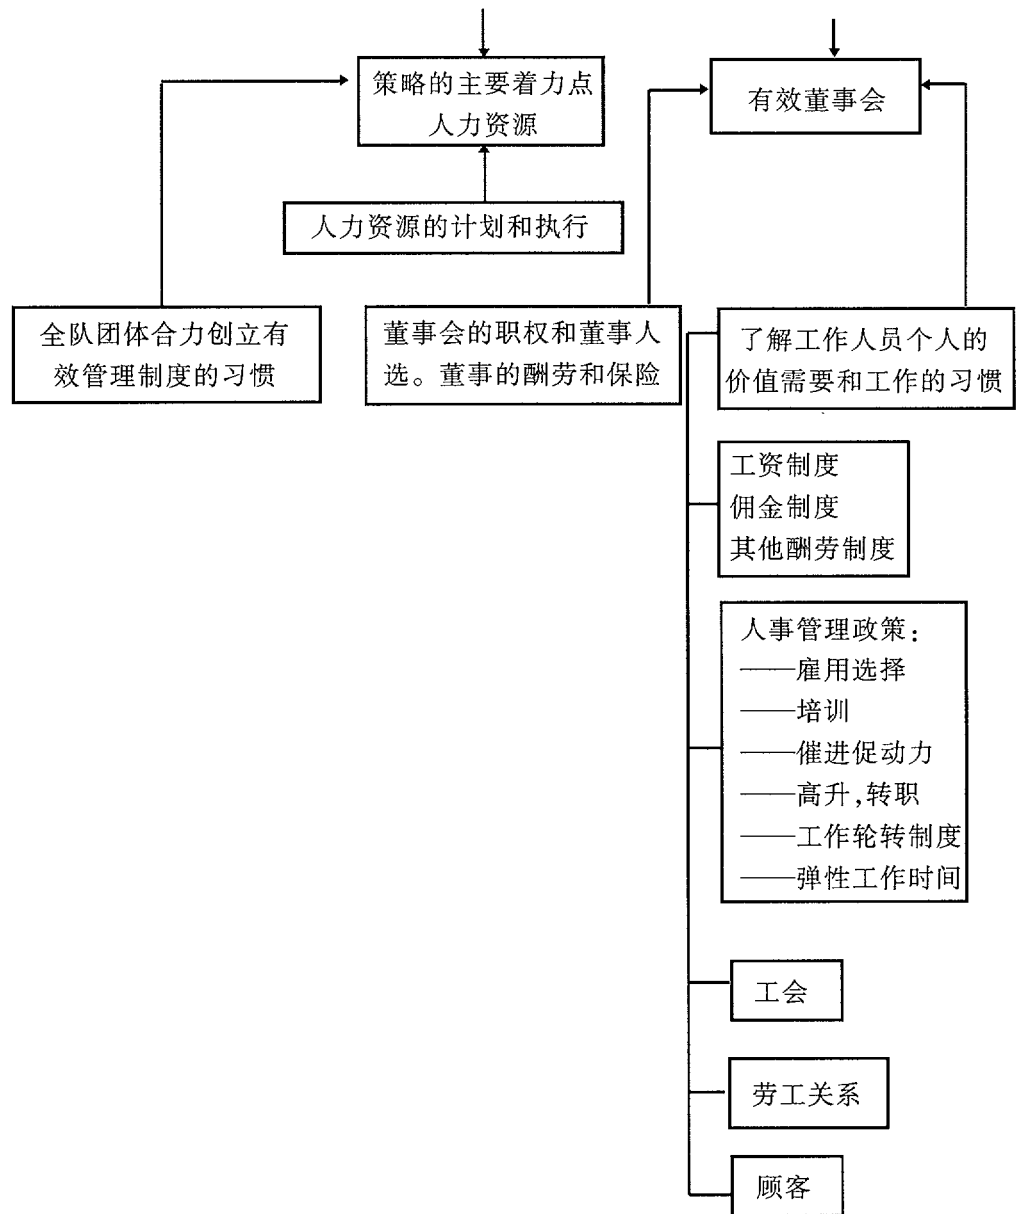 策略的主要着力点
人力资源
有效董事会
人力资源的计划和执行
全队团体合力创立有
效管理制度的习惯
董事会的职权和董事人
选。董事的酬劳和保险
了解工作人员个人的
价值需要和工作的习惯
工资制度
佣金制度
其他酬劳制度
人事管理政策：
——雇用选择
——培训
——催进促动力
——高升，转职
——工作轮转制度
——弹性工作时间
工会
劳工关系
顾客